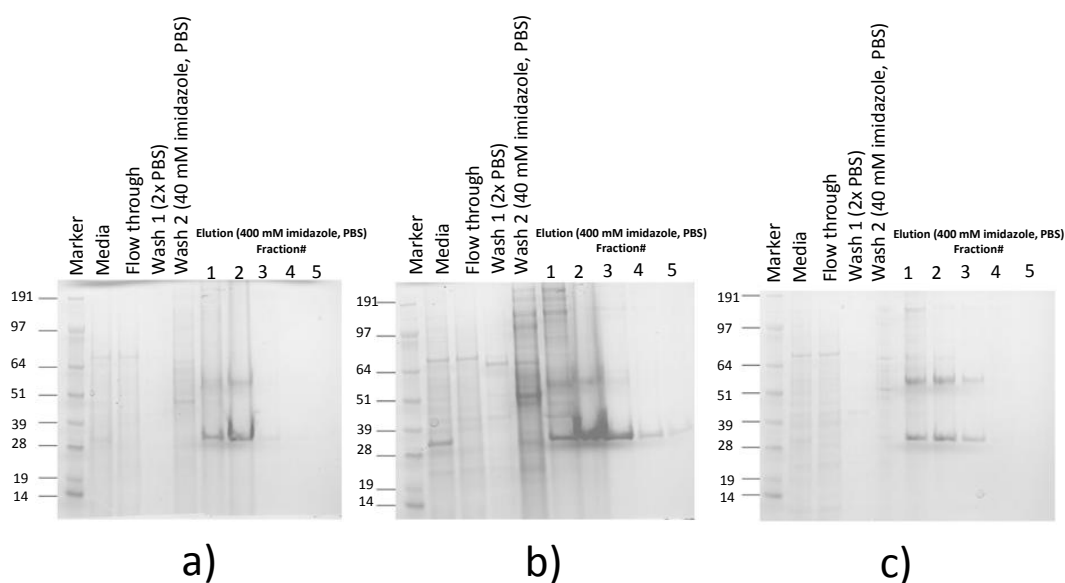 Marker
Media
Flow through
Wash 1 (2x PBS)
Wash 2 (40 mM imidazole, PBS)
Elution (400 mM imidazole, PBS)
Fraction#
1 2 3 4 5
191
97
64
51
39
28
19
14
a)
Marker
Media
Flow through
Wash 1 (2x PBS)
Wash 2 (40 mM imidazole, PBS)
Elution (400 mM imidazole, PBS)
Fraction#
1 2 3 4 5
191
97
64
51
39
28
19
14
b)
Marker
Media
Flow through
Wash 1 (2x PBS)
Wash 2 (40 mM imidazole, PBS)
Elution (400 mM imidazole, PBS)
Fraction#
1 2 3 4 5
191
97
64
51
39
28
19
14
c)